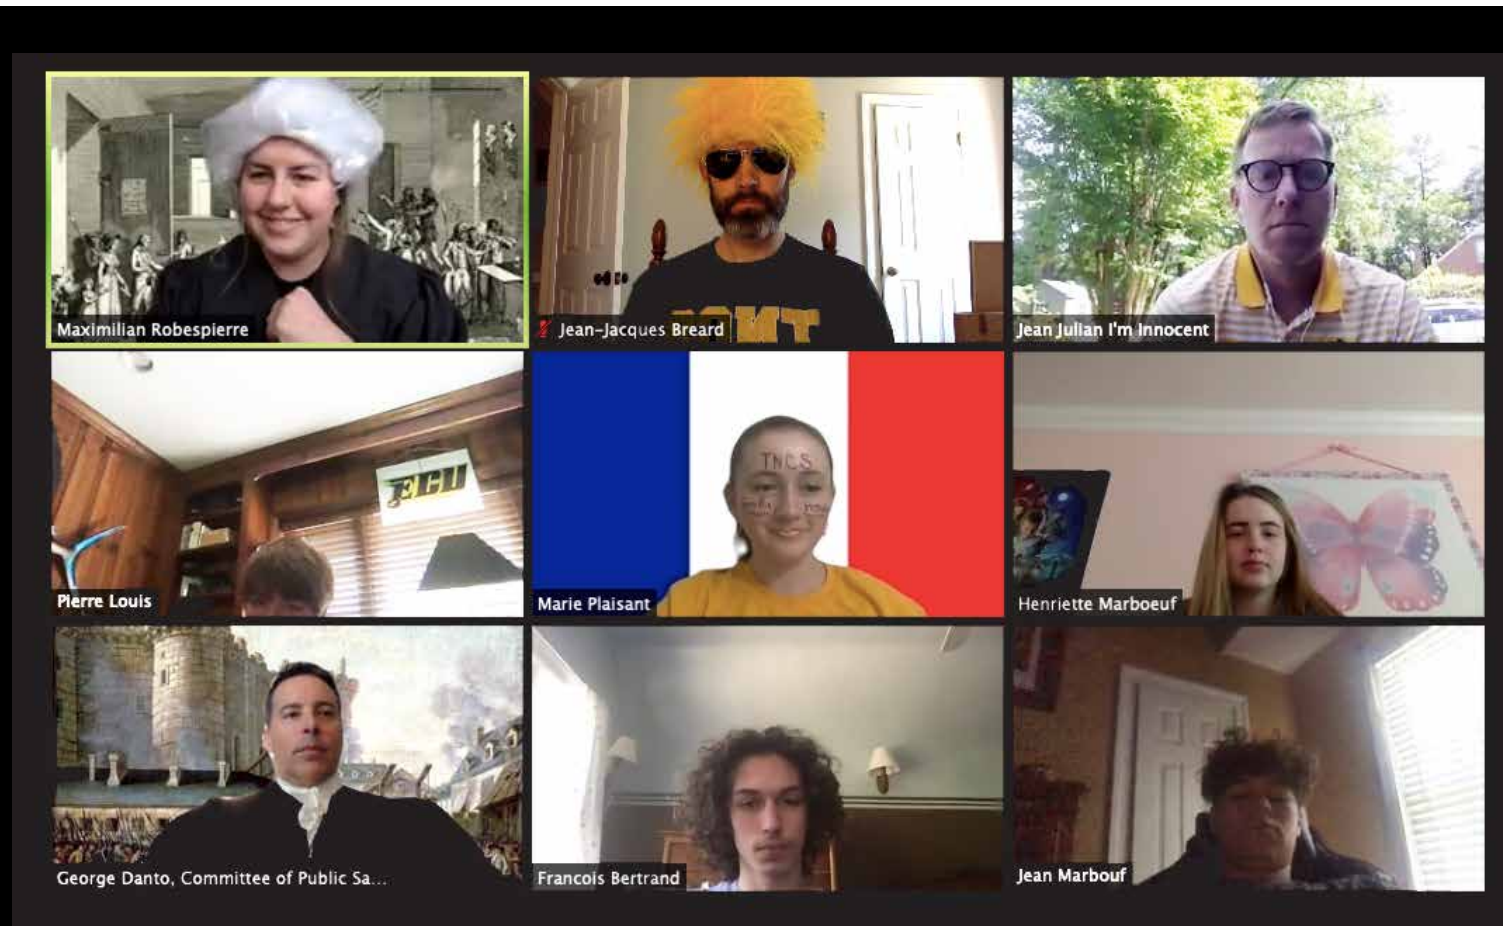 Maximilian Robespierre
Jean-Jacques Breard
Jean Julian I'm Innocent
ECU
Pierre Louis
TNCS
Marie Plaisant
Henriette Marboeuf
George Danto, Committee of Public Sa...
Francois Bertrand
Jean Marbouf